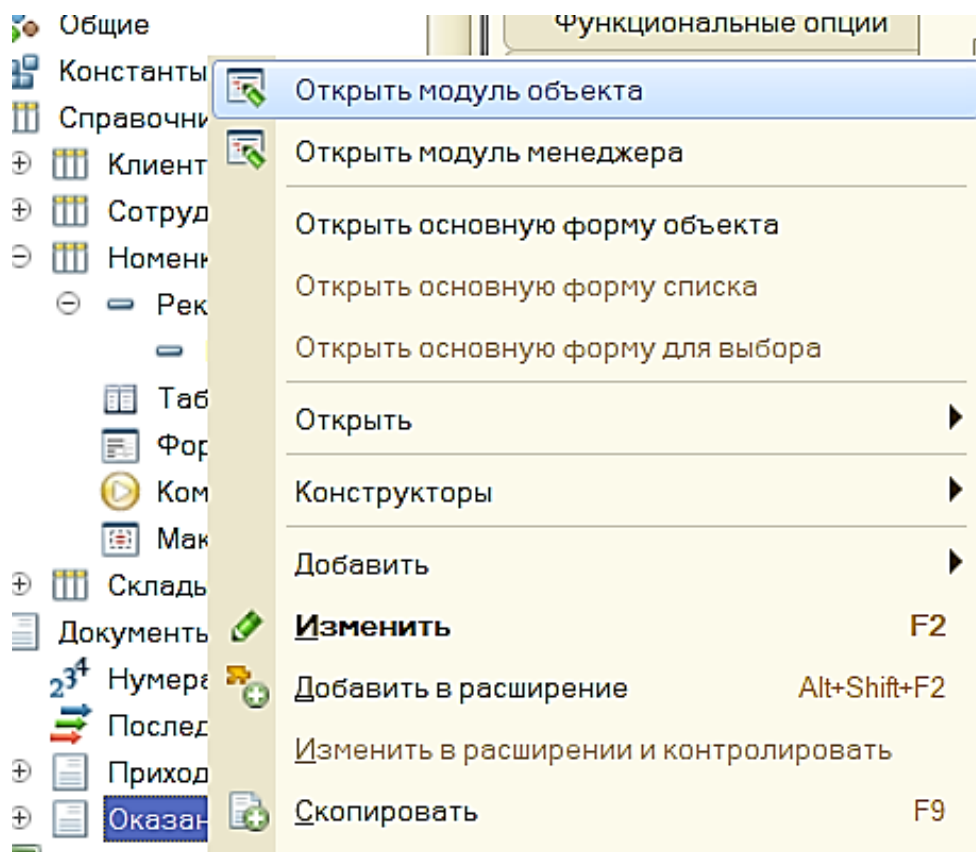 Общие
Функциональные опции
Константы
Открыть модуль объекта
Справочни
Открыть модуль менеджера
Клиент
Сотруд
Открыть основную форму объекта
Номенк
Открыть основную форму списка
Рек
Открыть основную форму для выбора
Таб
Открыть
Фор
Ком
Конструкторы
Мак
Добавить
Склады
Документы
Изменить F2
Нумера
Добавить в расширение Alt+Shift+F2
Послед
Изменить в расширении и контролировать
Приход
Оказан
Скопировать F9